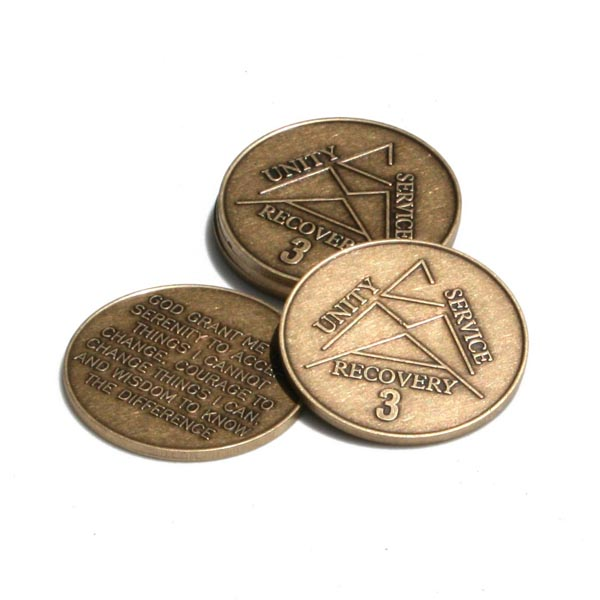 UNITY
SERVICE
RECOVERY
3
UNITY
SERVICE
RECOVERY
3
GOD GRANT ME
SERENITY TO
THINGS I CANNOT
CHANGE. COURAGE TO
CHANGE THINGS I CAN.
AND WISDOM TO KNOW
THE DIFFERENCE